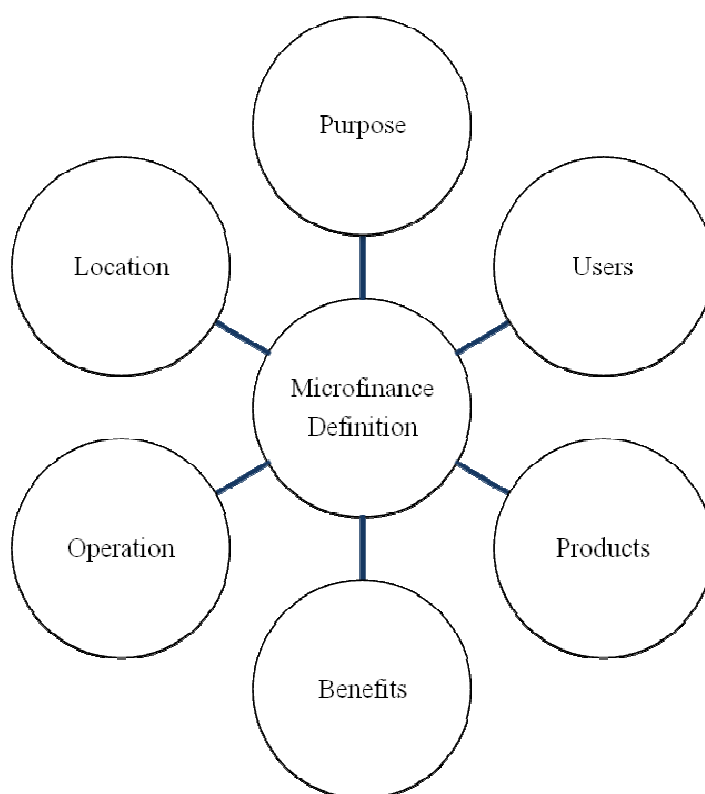 Purpose
Location
Users
Microfinance
Definition
Operation
Products
Benefits